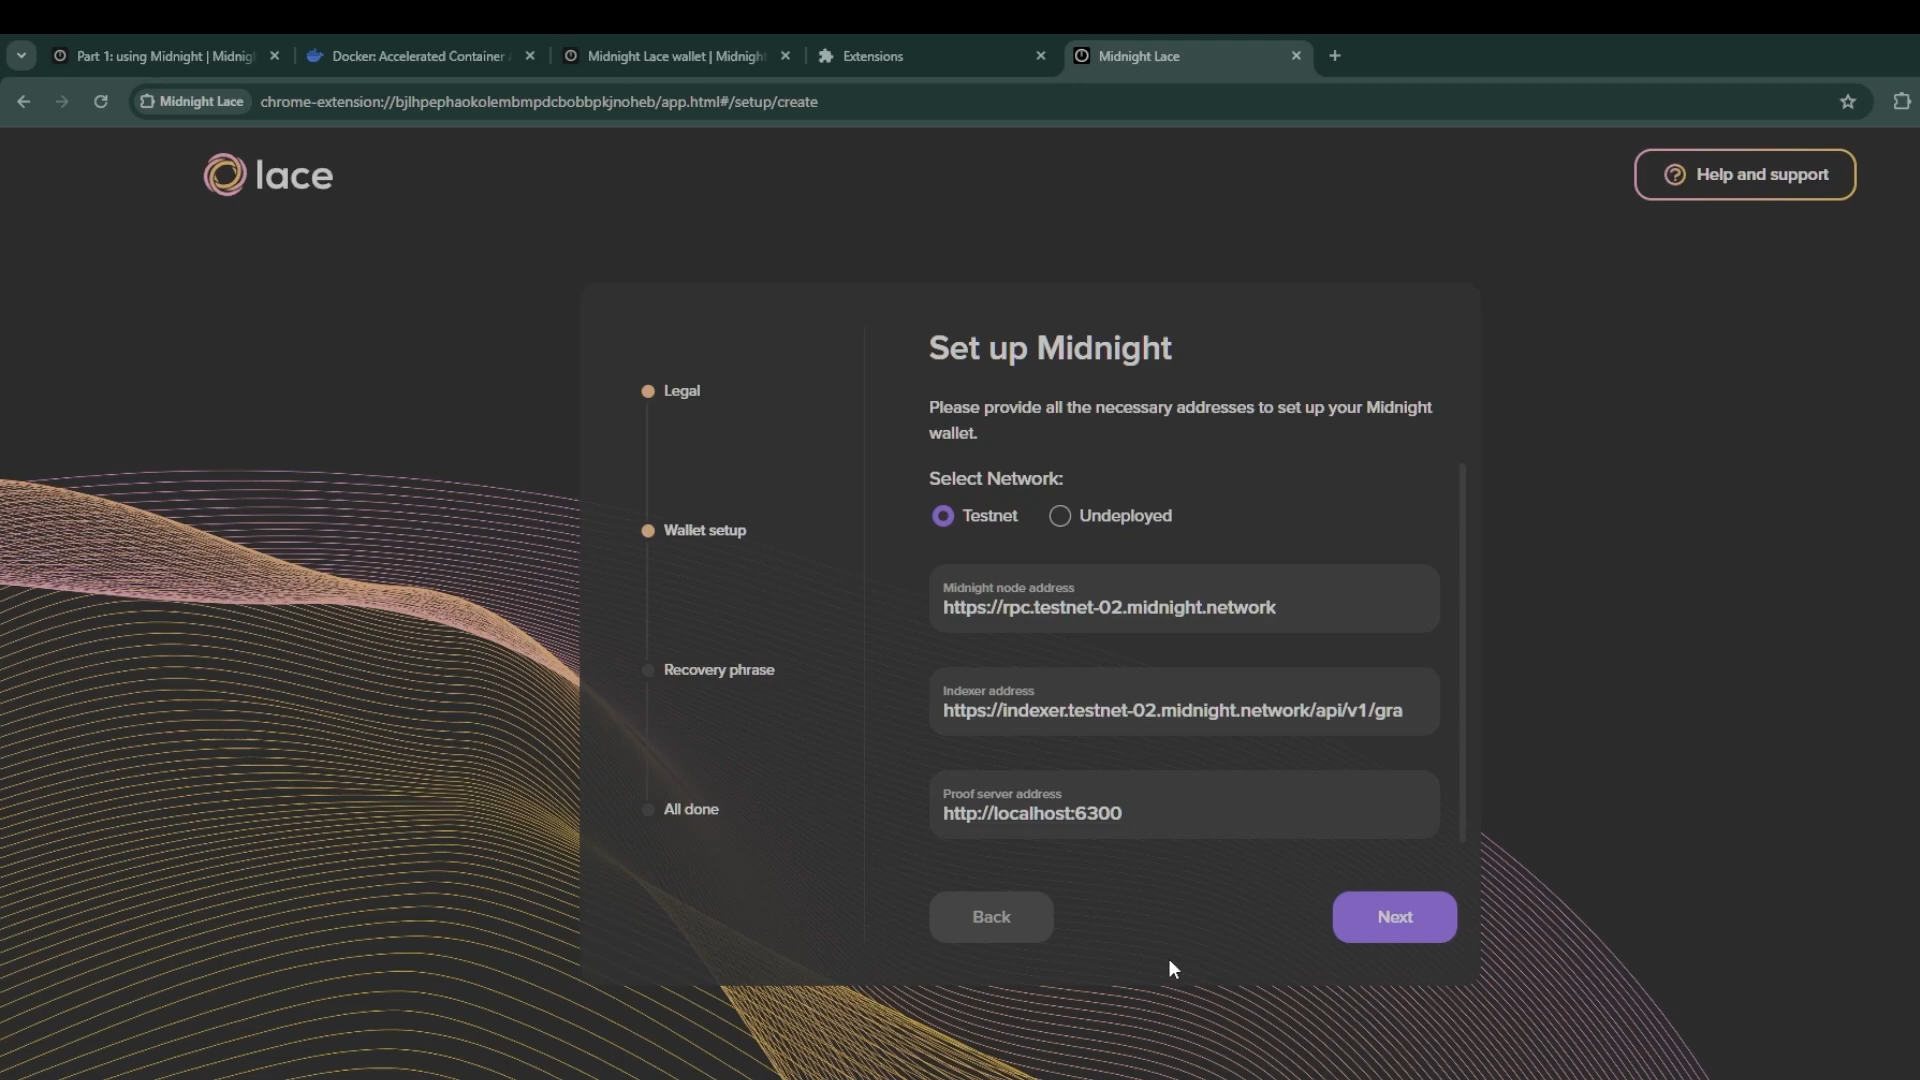 Part 1: using Midnight | Midnig
Docker: Accelerated Container
Midnight Lace wallet | Midnigh
Extensions
Midnight Lace
Midnight Lace
chrome-extension://bjlhpephaokolembmpdcbobbpkjnoheb/app.html#/setup/create
lace
Help and support
Legal
Wallet setup
Recovery phrase
All done
Set up Midnight
Please provide all the necessary addresses to set up your Midnight
wallet.
Select Network:
Testnet
Undeployed
Midnight node address
https://rpc.testnet-02.midnight.network
Indexer address
https://indexer.testnet-02.midnight.network/api/v1/gra
Proof server address
http://localhost:6300
Back
Next